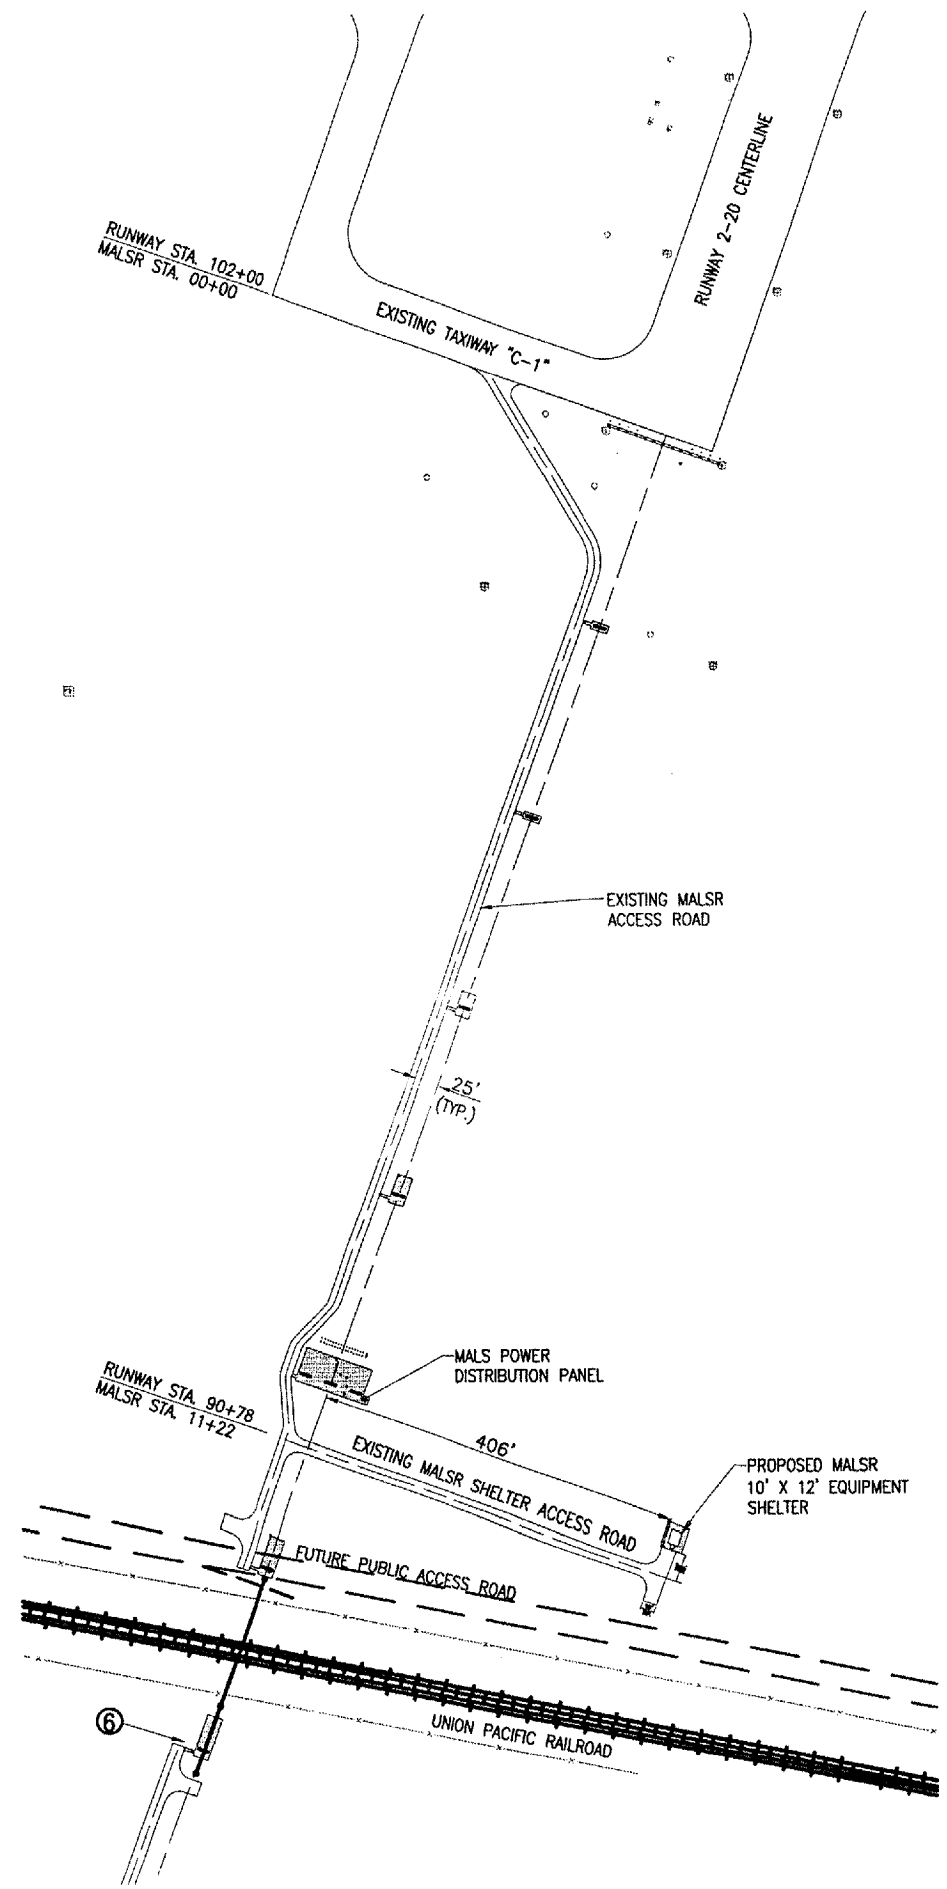 RUNWAY 2-20 CENTERLINE
RUNWAY STA. 102+00
MALSR STA. 00+00
EXISTING TAXIWAY "C-1"
EXISTING MALSR
ACCESS ROAD
25'
(TYP.)
MALS POWER
DISTRIBUTION PANEL
RUNWAY STA. 90+78
MALSR STA. 11+22
406'
EXISTING MALSR SHELTER ACCESS ROAD
PROPOSED MALSR
10' X 12' EQUIPMENT
SHELTER
FUTURE PUBLIC ACCESS ROAD
6
UNION PACIFIC RAILROAD